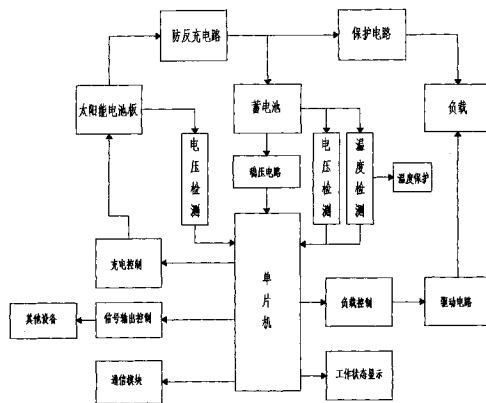 防反充电路
保护电路
太阳能电池板
蓄电池
负载
电压检测
稳压电路
电压检测
温度检测
温度保护
单片机
充电控制
其他设备
信号输出控制
负载控制
驱动电路
通信模块
工作状态显示